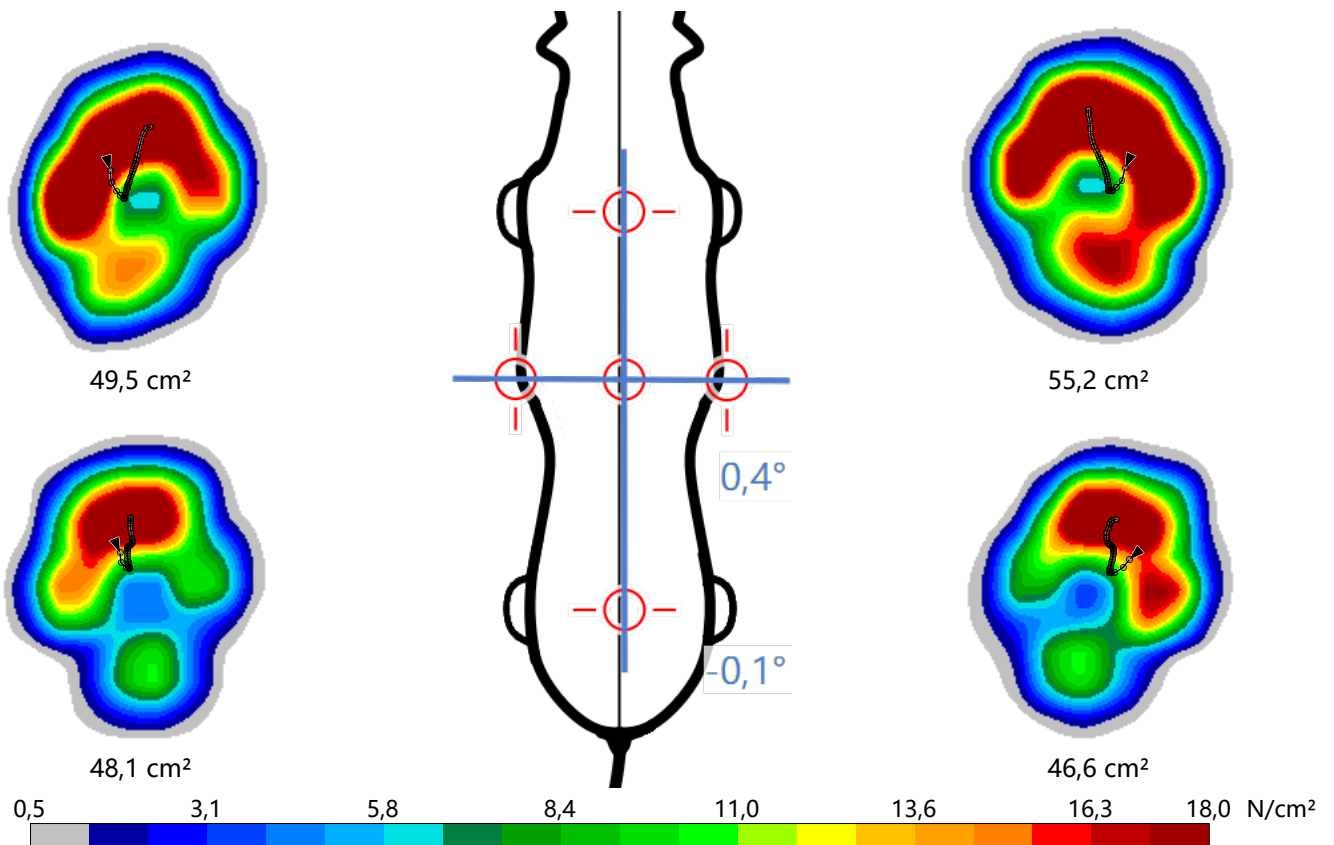 49,5 cm²
55,2 cm²
0,4°
-0,1°
48,1 cm²
46,6 cm²
0,5 3,1 5,8 8,4 11,0 13,6 16,3 18,0 N/cm²